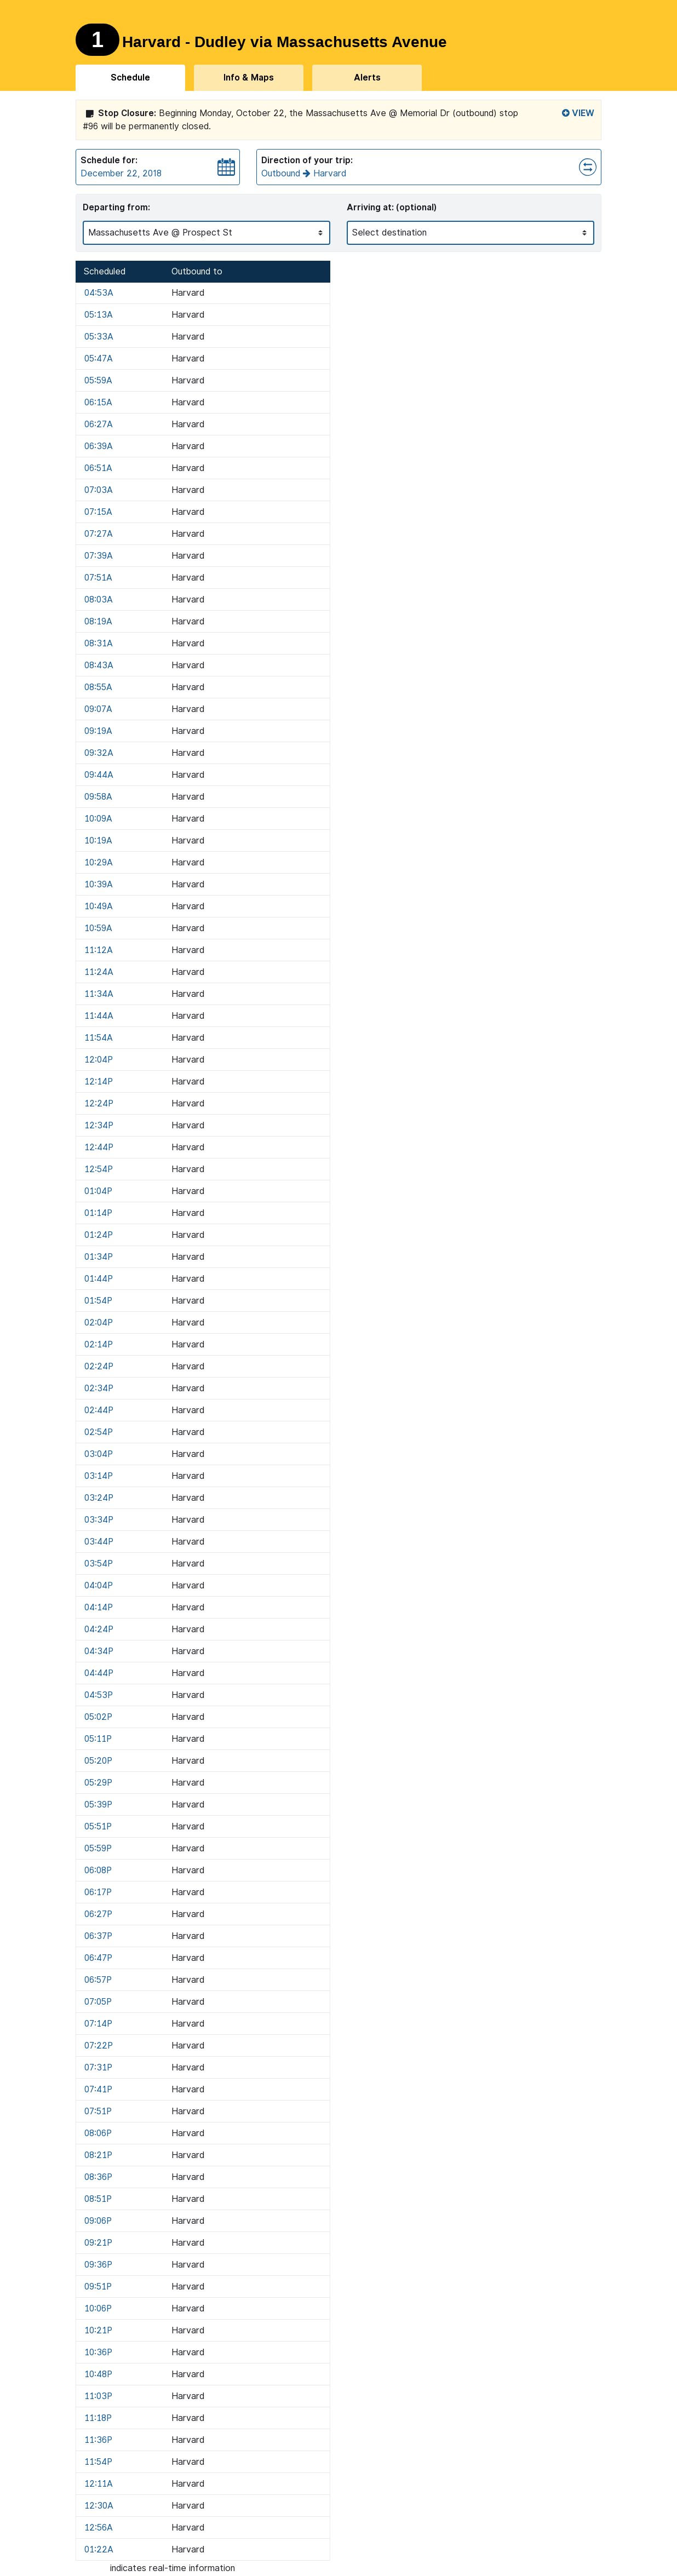 1 Harvard - Dudley via Massachusetts Avenue
Schedule Info & Maps Alerts
Stop Closure: Beginning Monday, October 22, the Massachusetts Ave @ Memorial Dr (outbound) stop VIEW
#96 will be permanently closed.
Schedule for: Direction of your trip:
December 22, 2018 Outbound Harvard
Departing from: Arriving at: (optional)
Massachusetts Ave @ Prospect St Select destination
Scheduled Outbound to
04:53A Harvard
05:13A Harvard
05:33A Harvard
05:47A Harvard
05:59A Harvard
06:15A Harvard
06:27A Harvard
06:39A Harvard
06:51A Harvard
07:03A Harvard
07:15A Harvard
07:27A Harvard
07:39A Harvard
07:51A Harvard
08:03A Harvard
08:19A Harvard
08:31A Harvard
08:43A Harvard
08:55A Harvard
09:07A Harvard
09:19A Harvard
09:32A Harvard
09:44A Harvard
09:58A Harvard
10:09A Harvard
10:19A Harvard
10:29A Harvard
10:39A Harvard
10:49A Harvard
10:59A Harvard
11:12A Harvard
11:24A Harvard
11:34A Harvard
11:44A Harvard
11:54A Harvard
12:04P Harvard
12:14P Harvard
12:24P Harvard
12:34P Harvard
12:44P Harvard
12:54P Harvard
01:04P Harvard
01:14P Harvard
01:24P Harvard
01:34P Harvard
01:44P Harvard
01:54P Harvard
02:04P Harvard
02:14P Harvard
02:24P Harvard
02:34P Harvard
02:44P Harvard
02:54P Harvard
03:04P Harvard
03:14P Harvard
03:24P Harvard
03:34P Harvard
03:44P Harvard
03:54P Harvard
04:04P Harvard
04:14P Harvard
04:24P Harvard
04:34P Harvard
04:44P Harvard
04:53P Harvard
05:02P Harvard
05:11P Harvard
05:20P Harvard
05:29P Harvard
05:39P Harvard
05:51P Harvard
05:59P Harvard
06:08P Harvard
06:17P Harvard
06:27P Harvard
06:37P Harvard
06:47P Harvard
06:57P Harvard
07:05P Harvard
07:14P Harvard
07:22P Harvard
07:31P Harvard
07:41P Harvard
07:51P Harvard
08:06P Harvard
08:21P Harvard
08:36P Harvard
08:51P Harvard
09:06P Harvard
09:21P Harvard
09:36P Harvard
09:51P Harvard
10:06P Harvard
10:21P Harvard
10:36P Harvard
10:48P Harvard
11:03P Harvard
11:18P Harvard
11:36P Harvard
11:54P Harvard
12:11A Harvard
12:30A Harvard
12:56A Harvard
01:22A Harvard
indicates real-time information